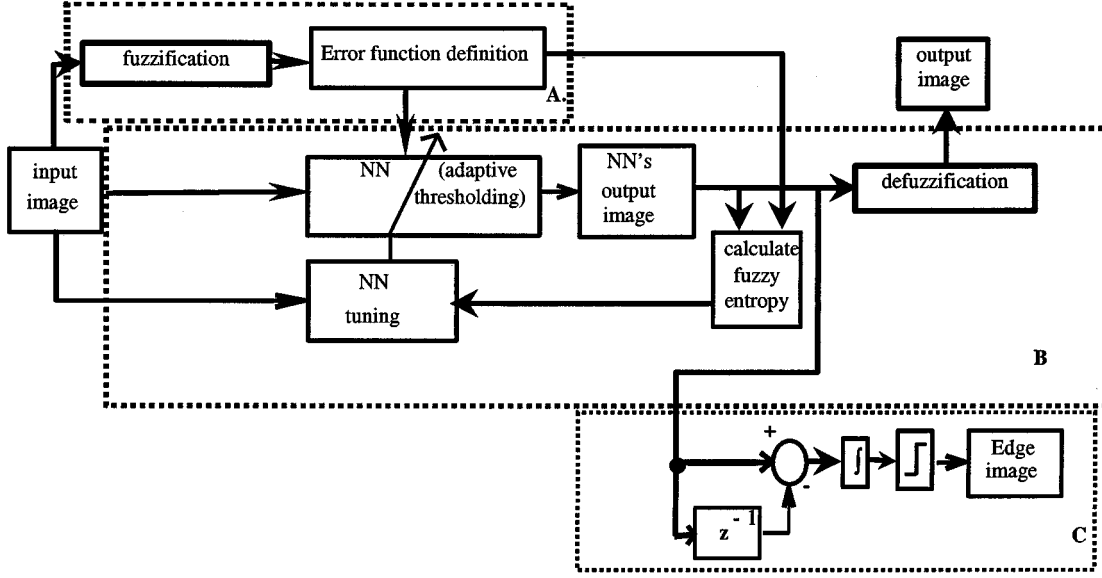 fuzzification
Error function definition
A.
output
image
input
image
NN (adaptive
thresholding)
NN's
output
image
defuzzification
calculate
fuzzy
entropy
NN
tuning
B
+
-
∫
Edge
image
z - 1
C